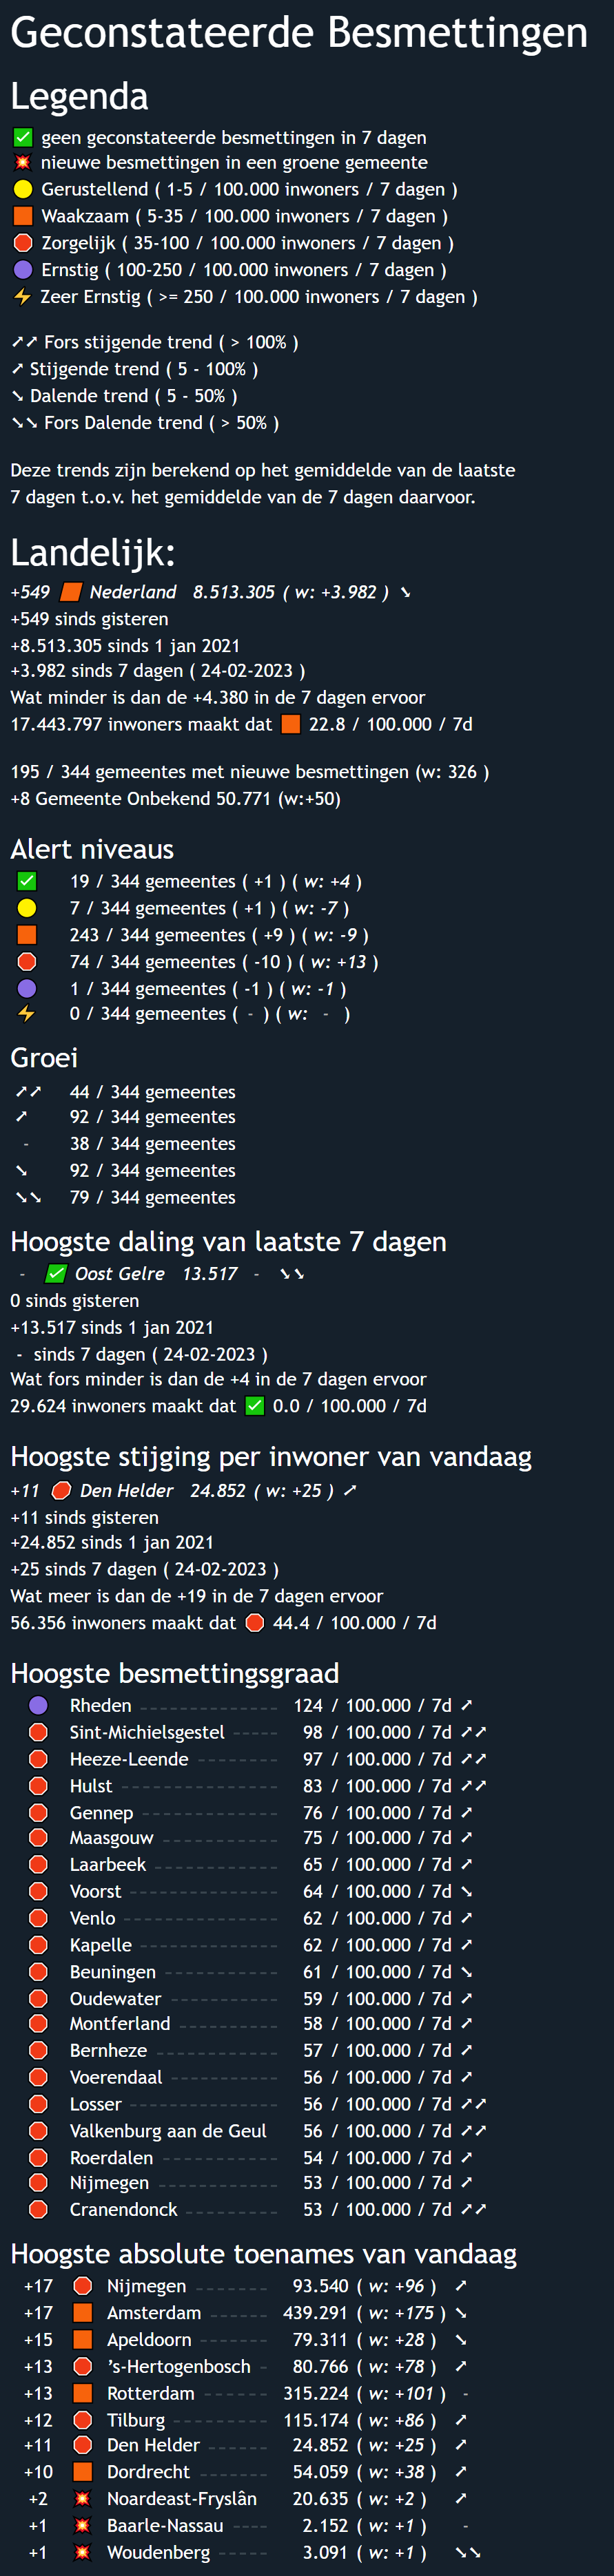 Geconstateerde Besmettingen
Legenda
✅ geen geconstateerde besmettingen in 7 dagen
💥 nieuwe besmettingen in een groene gemeente
🟡 Gerustellend ( 1-5 / 100.000 inwoners / 7 dagen )
🟧 Waakzaam ( 5-35 / 100.000 inwoners / 7 dagen )
🛑 Zorgelijk ( 35-100 / 100.000 inwoners / 7 dagen )
🟣 Ernstig ( 100-250 / 100.000 inwoners / 7 dagen )
⚡ Zeer Ernstig ( >= 250 / 100.000 inwoners / 7 dagen )
➚➚ Fors stijgende trend ( > 100% )
➚ Stijgende trend ( 5 - 100% )
➘ Dalende trend ( 5 - 50% )
➘➘ Fors Dalende trend ( > 50% )
Deze trends zijn berekend op het gemiddelde van de laatste
7 dagen t.o.v. het gemiddelde van de 7 dagen daarvoor.
Landelijk:
+549 🟧 Nederland 8.513.305 ( w: +3.982 ) ➘
+549 sinds gisteren
+8.513.305 sinds 1 jan 2021
+3.982 sinds 7 dagen ( 24-02-2023 )
Wat minder is dan de +4.380 in de 7 dagen ervoor
17.443.797 inwoners maakt dat 🟧 22.8 / 100.000 / 7d
195 / 344 gemeentes met nieuwe besmettingen (w: 326 )
+8 Gemeente Onbekend 50.771 (w:+50)
Alert niveaus
✅ 19 / 344 gemeentes ( +1 ) ( w: +4 )
🟡 7 / 344 gemeentes ( +1 ) ( w: -7 )
🟧 243 / 344 gemeentes ( +9 ) ( w: -9 )
🛑 74 / 344 gemeentes ( -10 ) ( w: +13 )
🟣 1 / 344 gemeentes ( -1 ) ( w: -1 )
⚡ 0 / 344 gemeentes ( - ) ( w: - )
Groei
➚➚ 44 / 344 gemeentes
➚ 92 / 344 gemeentes
- 38 / 344 gemeentes
➘ 92 / 344 gemeentes
➘➘ 79 / 344 gemeentes
Hoogste daling van laatste 7 dagen
- ✅ Oost Gelre 13.517 - ➘➘
0 sinds gisteren
+13.517 sinds 1 jan 2021
- sinds 7 dagen ( 24-02-2023 )
Wat fors minder is dan de +4 in de 7 dagen ervoor
29.624 inwoners maakt dat ✅ 0.0 / 100.000 / 7d
Hoogste stijging per inwoner van vandaag
+11 🛑 Den Helder 24.852 ( w: +25 ) ➚
+11 sinds gisteren
+24.852 sinds 1 jan 2021
+25 sinds 7 dagen ( 24-02-2023 )
Wat meer is dan de +19 in de 7 dagen ervoor
56.356 inwoners maakt dat 🛑 44.4 / 100.000 / 7d
Hoogste besmettingsgraad
🟣 Rheden 124 / 100.000 / 7d ➚
🛑 Sint-Michielsgestel 98 / 100.000 / 7d ➚➚
🛑 Heeze-Leende 97 / 100.000 / 7d ➚➚
🛑 Hulst 83 / 100.000 / 7d ➚➚
🛑 Gennep 76 / 100.000 / 7d ➚
🛑 Maasgouw 75 / 100.000 / 7d ➚
🛑 Laarbeek 65 / 100.000 / 7d ➚
🛑 Voorst 64 / 100.000 / 7d ➘
🛑 Venlo 62 / 100.000 / 7d ➚
🛑 Kapelle 62 / 100.000 / 7d ➚
🛑 Beuningen 61 / 100.000 / 7d ➘
🛑 Oudewater 59 / 100.000 / 7d ➚
🛑 Montferland 58 / 100.000 / 7d ➚
🛑 Bernheze 57 / 100.000 / 7d ➚
🛑 Voerendaal 56 / 100.000 / 7d ➚
🛑 Losser 56 / 100.000 / 7d ➚➚
🛑 Valkenburg aan de Geul 56 / 100.000 / 7d ➚➚
🛑 Roerdalen 54 / 100.000 / 7d ➚
🛑 Nijmegen 53 / 100.000 / 7d ➚
🛑 Cranendonck 53 / 100.000 / 7d ➚➚
Hoogste absolute toenames van vandaag
+17 🛑 Nijmegen 93.540 ( w: +96 ) ➚
+17 🟧 Amsterdam 439.291 ( w: +175 ) ➘
+15 🟧 Apeldoorn 79.311 ( w: +28 ) ➘
+13 🛑 's-Hertogenbosch 80.766 ( w: +78 ) ➚
+13 🟧 Rotterdam 315.224 ( w: +101 ) -
+12 🛑 Tilburg 115.174 ( w: +86 ) ➚
+11 🛑 Den Helder 24.852 ( w: +25 ) ➚
+10 🟧 Dordrecht 54.059 ( w: +38 ) ➚
+2 💥 Noardeast-Fryslân 20.635 ( w: +2 ) ➚
+1 💥 Baarle-Nassau 2.152 ( w: +1 ) -
+1 💥 Woudenberg 3.091 ( w: +1 ) ➘➘